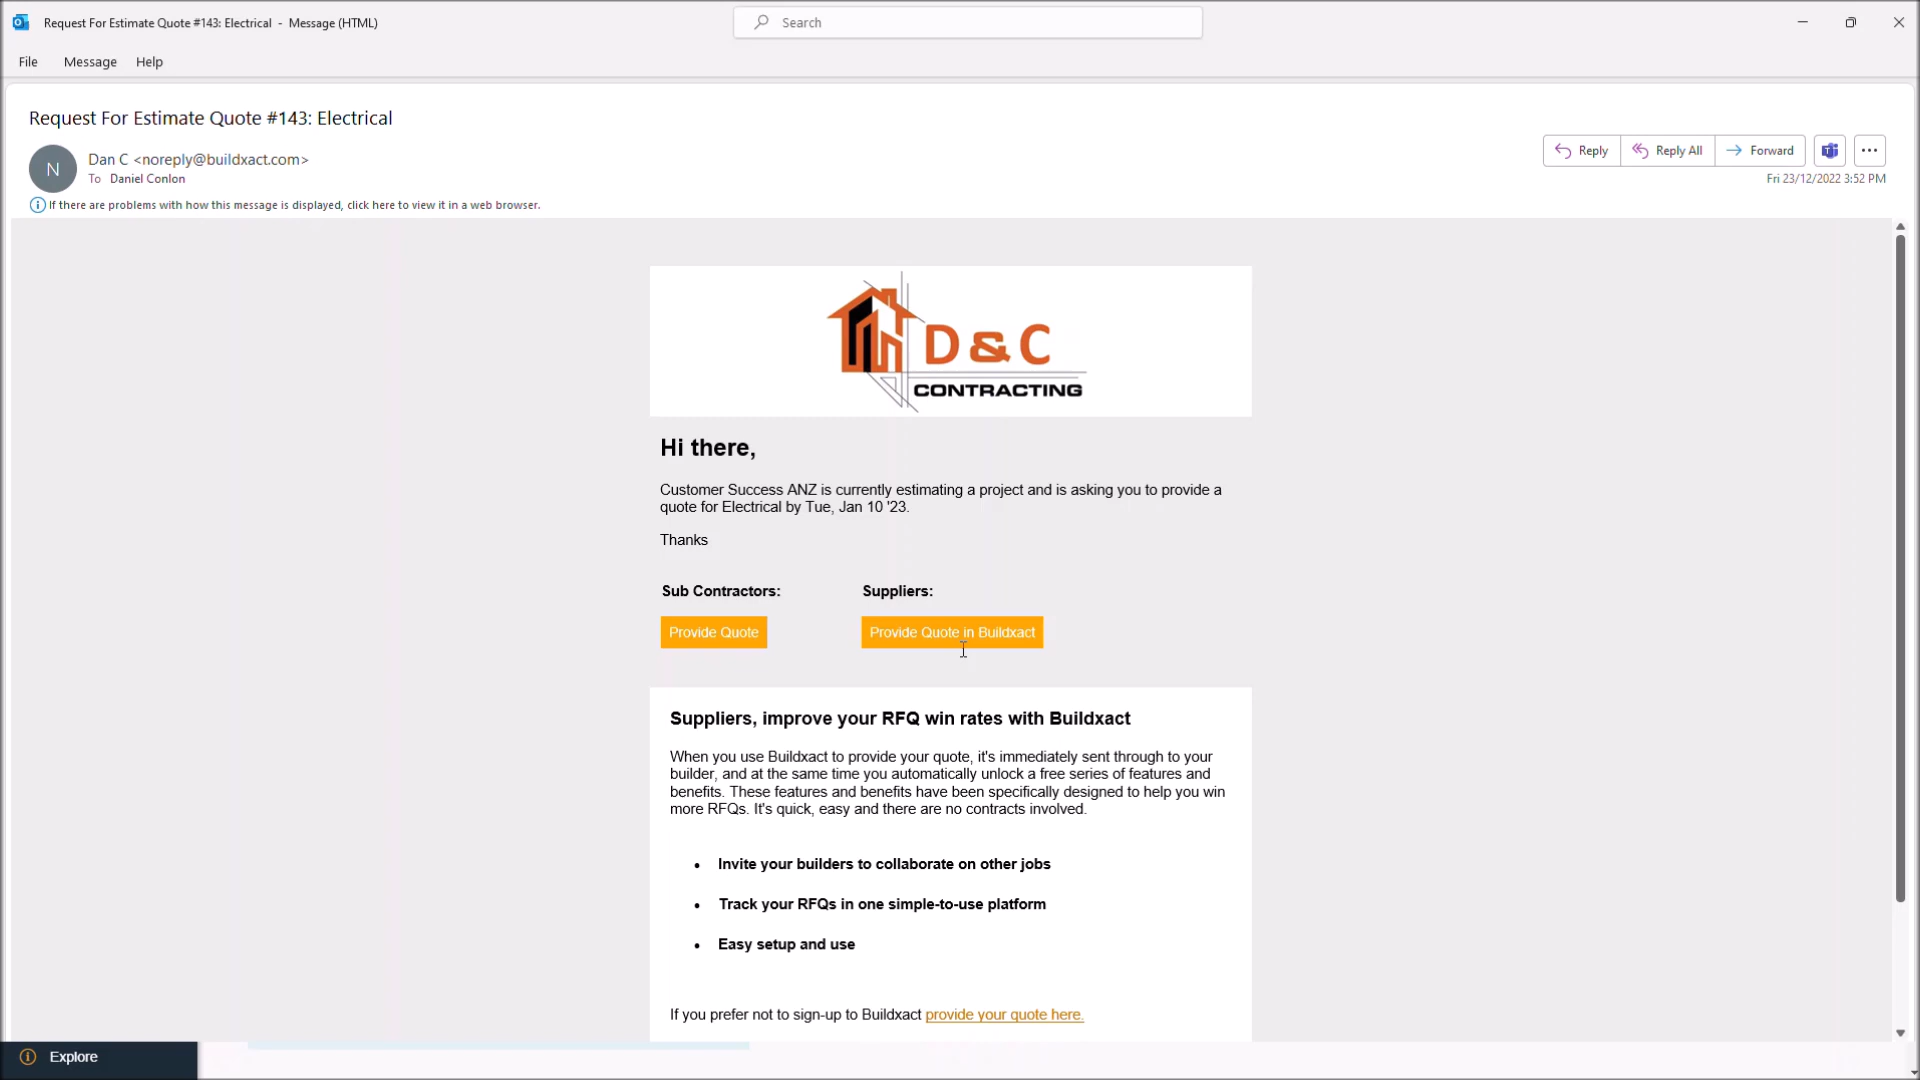 Request For Estimate Quote #143: Electrical - Message (HTML)
Search
File Message Help
Request For Estimate Quote #143: Electrical
N
Dan C <noreply@buildxact.com>
To Daniel Conlon
Reply Reply All Forward
Fri 23/12/2022 3:52 PM
If there are problems with how this message is displayed, click here to view it in a web browser.
D & C
CONTRACTING
Hi there,
Customer Success ANZ is currently estimating a project and is asking you to provide a
quote for Electrical by Tue, Jan 10 '23.
Thanks
Sub Contractors: Suppliers:
Provide Quote Provide Quote in Buildxact
Suppliers, improve your RFQ win rates with Buildxact
When you use Buildxact to provide your quote, it's immediately sent through to your
builder, and at the same time you automatically unlock a free series of features and
benefits. These features and benefits have been specifically designed to help you win
more RFQs. It's quick, easy and there are no contracts involved.
• Invite your builders to collaborate on other jobs
• Track your RFQs in one simple-to-use platform
• Easy setup and use
If you prefer not to sign-up to Buildxact provide your quote here.
Explore